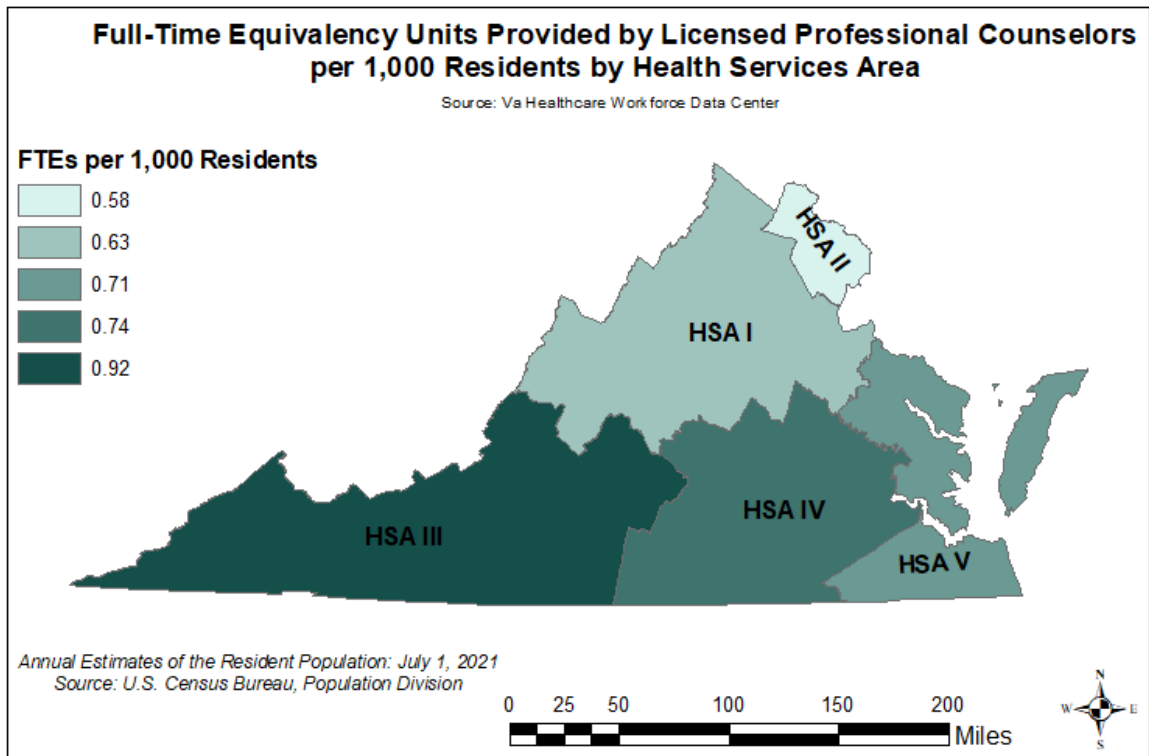 Full-Time Equivalency Units Provided by Licensed Professional Counselors
per 1,000 Residents by Health Services Area
Source: Va Healthcare Workforce Data Center
FTEs per 1,000 Residents
0.58
0.63
0.71
0.74
0.92
HSA II
HSA I
HSA III
HSA IV
HSA V
Annual Estimates of the Resident Population: July 1, 2021
Source: U.S. Census Bureau, Population Division
0 25 50 100 150 200
Miles
N
W E
S